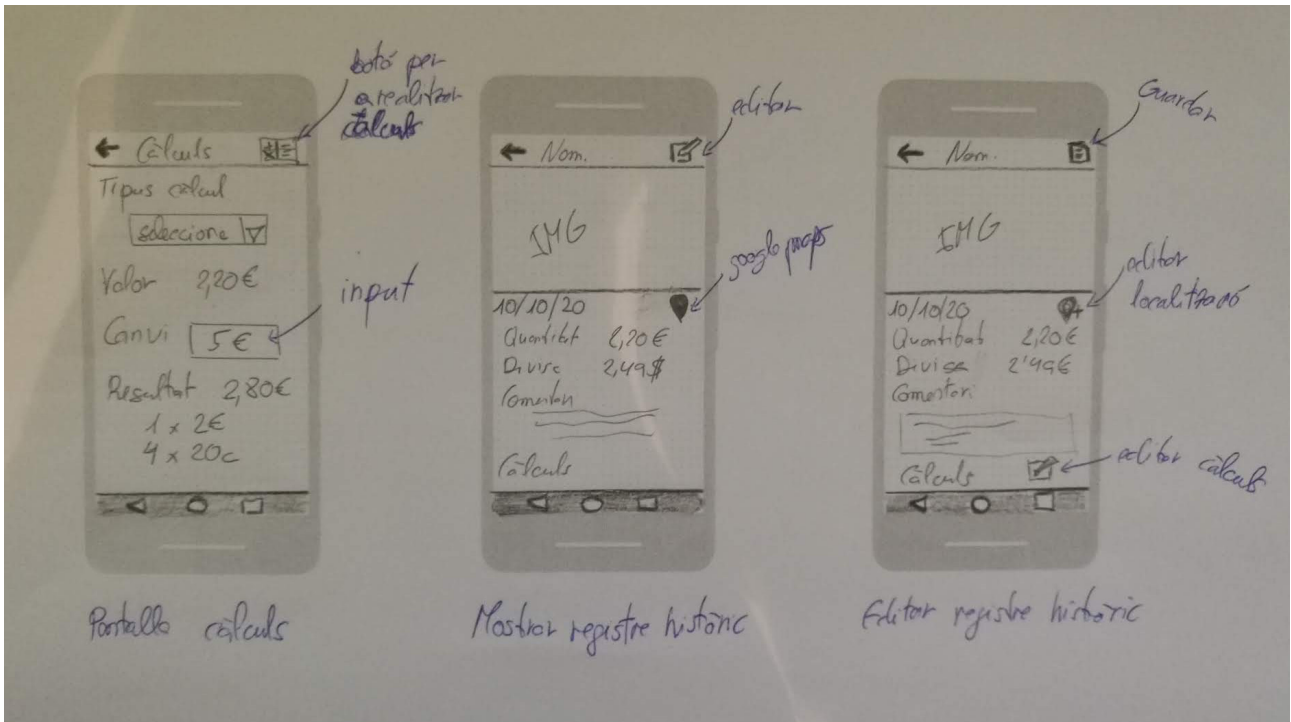 botó per
a realitzar
càlculs
← Càlculs
Tipus càlcul
seleccione
Valor 2,20€
Canvi 5€
input
Resultat 2,80€
1 x 2€
4 x 20c
Pantalla càlculs
editar
← Nom.
IMG
google maps
10/10/20
Quantitat 2,20€
Divisa 2,49$
Comentari
Càlculs
Mostrar registre històric
Guardar
← Nom.
IMG
editar
localització
10/10/20
Quantitat 2,20€
Divisa 2'49€
Comentari
Càlculs
editar càlculs
Editar registre històric